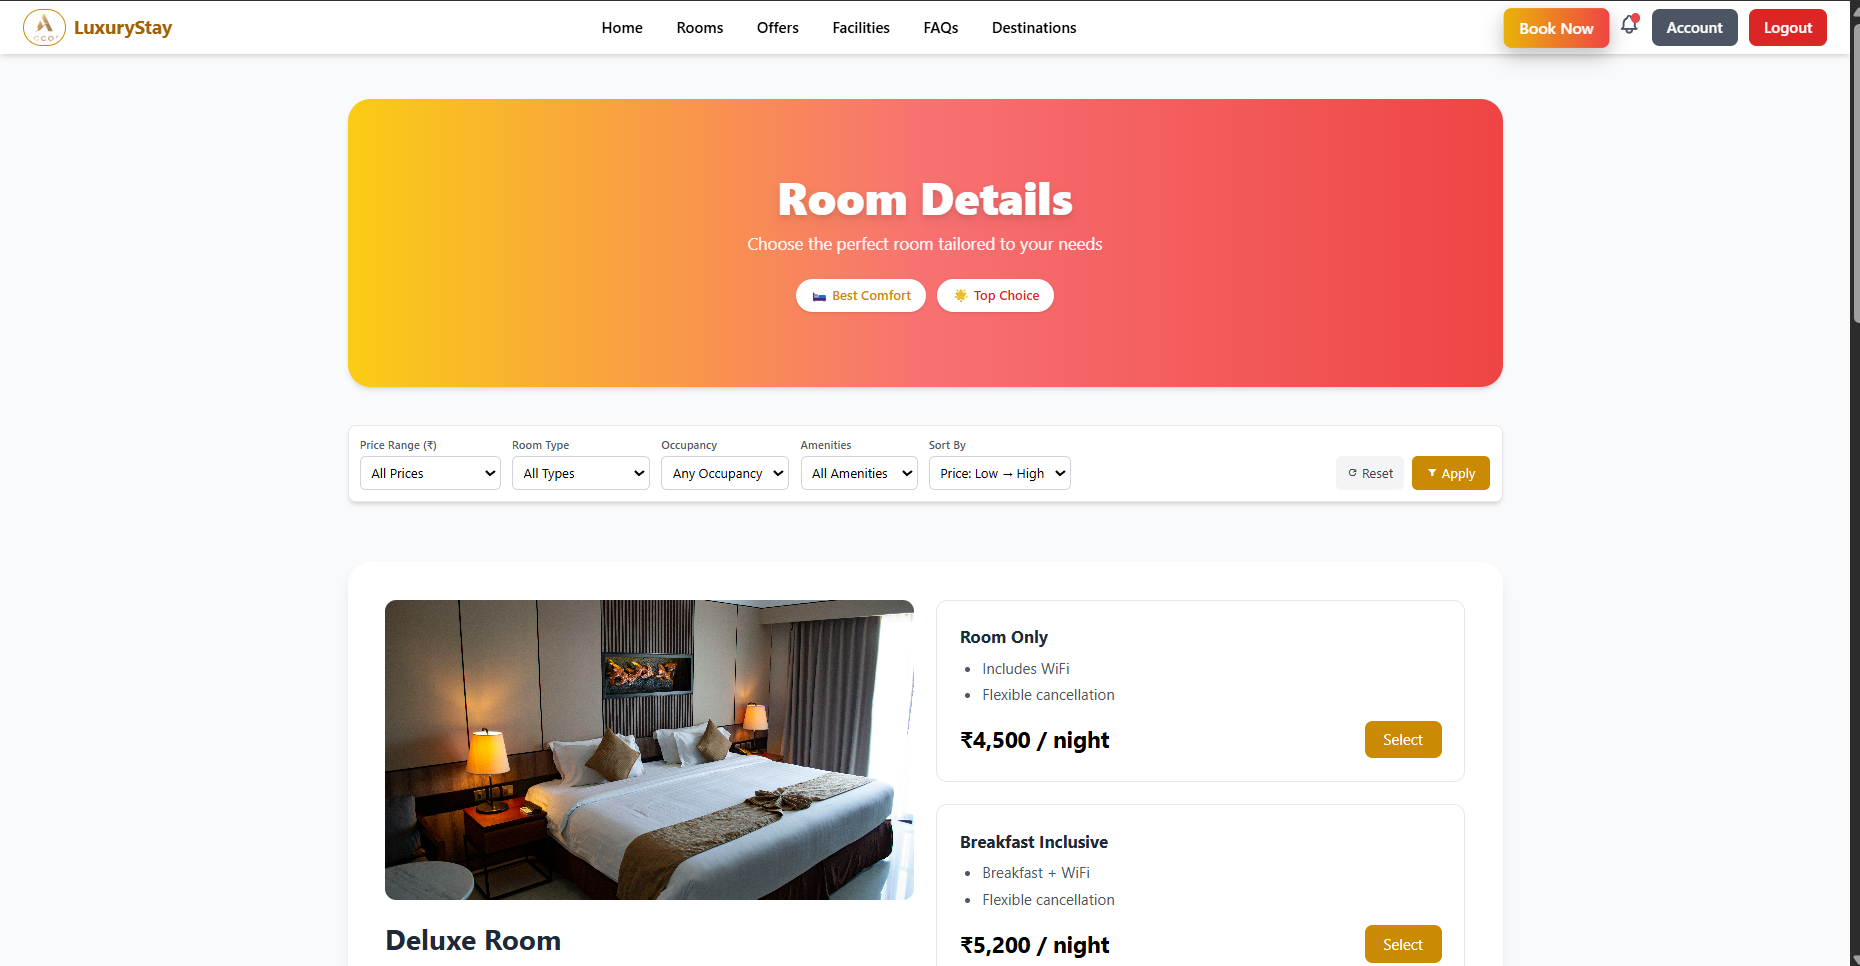 LuxuryStay
Home Rooms Offers Facilities FAQs Destinations
Book Now Account Logout
Room Details
Choose the perfect room tailored to your needs
Best Comfort Top Choice
Price Range (₹) Room Type Occupancy Amenities Sort By
All Prices All Types Any Occupancy All Amenities Price: Low → High Reset Apply
Room Only
• Includes WiFi
• Flexible cancellation
₹4,500 / night Select
Breakfast Inclusive
• Breakfast + WiFi
• Flexible cancellation
₹5,200 / night Select
Deluxe Room